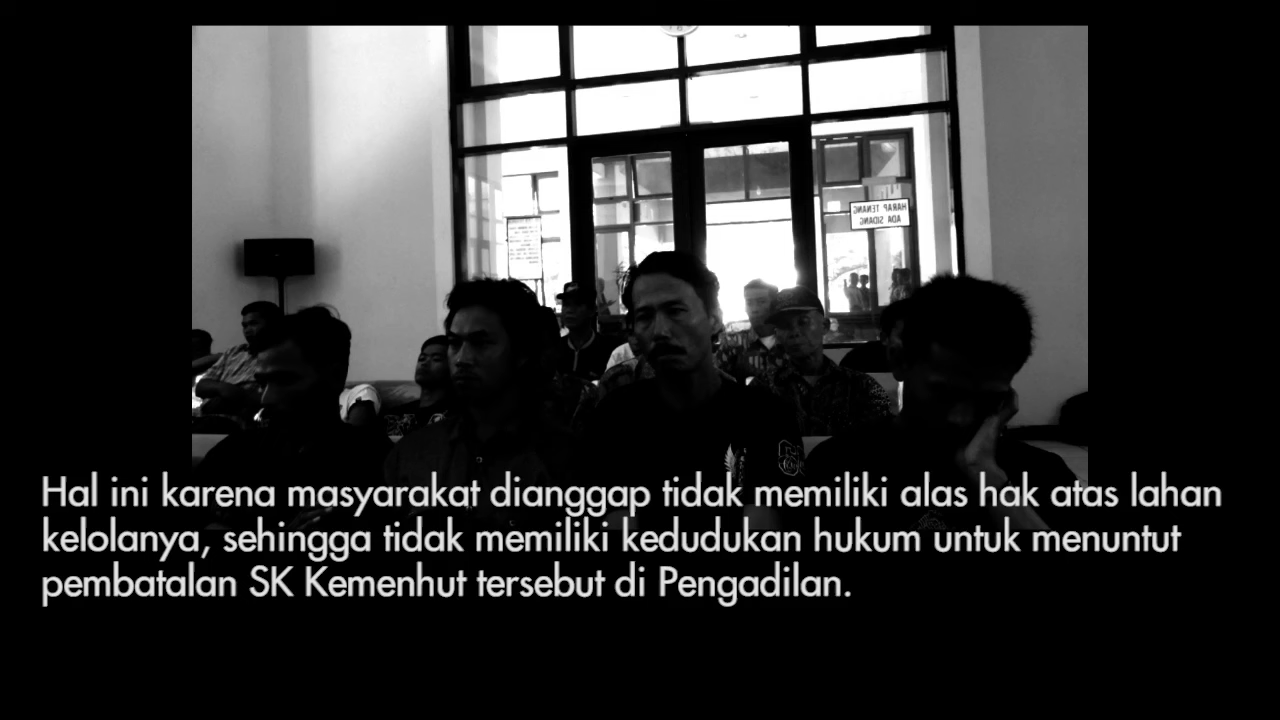 HARAP TENANG
ADA SIDANG
Hal ini karena masyarakat dianggap tidak memiliki alas hak atas lahan
kelolanya, sehingga tidak memiliki kedudukan hukum untuk menuntut
pembatalan SK Kemenhut tersebut di Pengadilan.